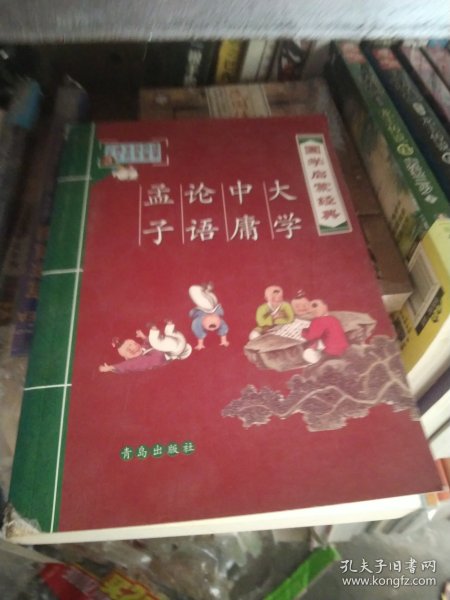 国学启蒙经典
大学
中庸
论语
孟子
青岛出版社
孔夫子旧书网
www.kongfz.com